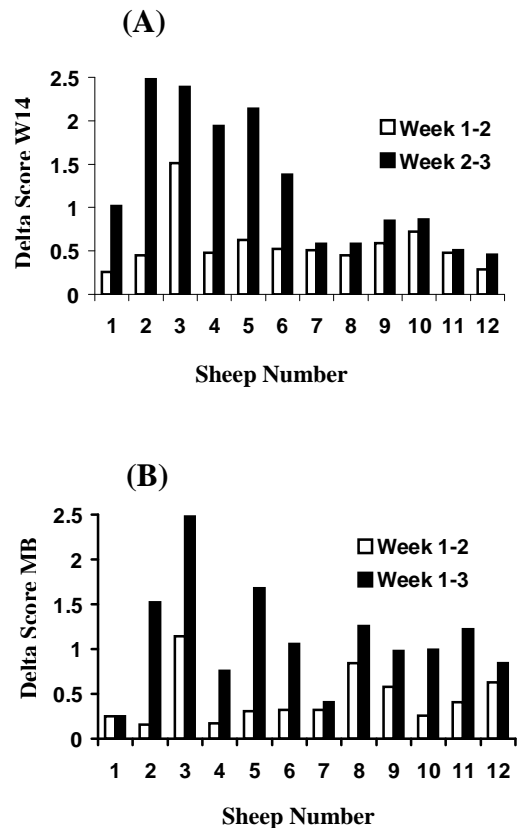 (A)
2.5
2
1.5
1
0.5
0
Delta Score W14
Week 1-2
Week 2-3
1 2 3 4 5 6 7 8 9 10 11 12
Sheep Number
(B)
2.5
2
1.5
1
0.5
0
Delta Score MB
Week 1-2
Week 1-3
1 2 3 4 5 6 7 8 9 10 11 12
Sheep Number